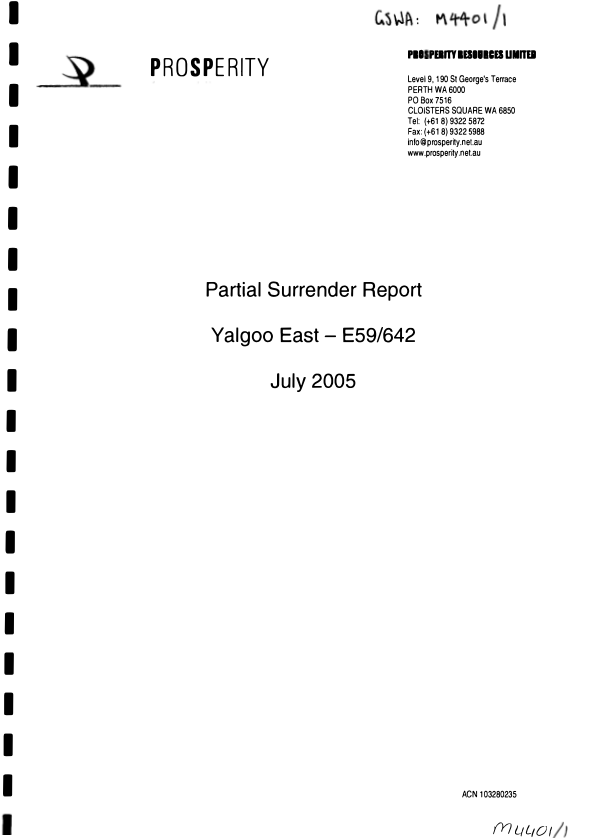 GSWA: M4401/1
PROSPERITY
PROSPERITY RESOURCES LIMITED
Level 9, 190 St George's Terrace
PERTH WA 6000
PO Box 7516
CLOISTERS SQUARE WA 6850
Tel: (+61 8) 9322 5872
Fax: (+61 8) 9322 5988
info@prosperity.net.au
www.prosperity.net.au
Partial Surrender Report
Yalgoo East – E59/642
July 2005
ACN 103280235
M4401/1